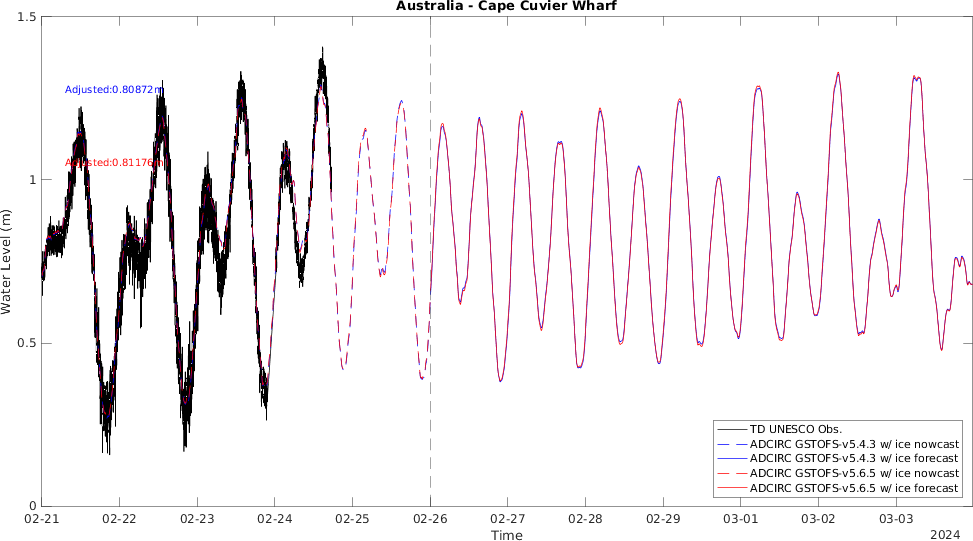 Australia - Cape Cuvier Wharf
1.5
1
0.5
0
Water Level (m)
Adjusted:0.80872m
Adjusted:0.81176m
TD UNESCO Obs.
ADCIRC GSTOFS-v5.4.3 w/ ice nowcast
ADCIRC GSTOFS-v5.4.3 w/ ice forecast
ADCIRC GSTOFS-v5.6.5 w/ ice nowcast
ADCIRC GSTOFS-v5.6.5 w/ ice forecast
02-21 02-22 02-23 02-24 02-25 02-26 02-27 02-28 02-29 03-01 03-02 03-03
Time
2024